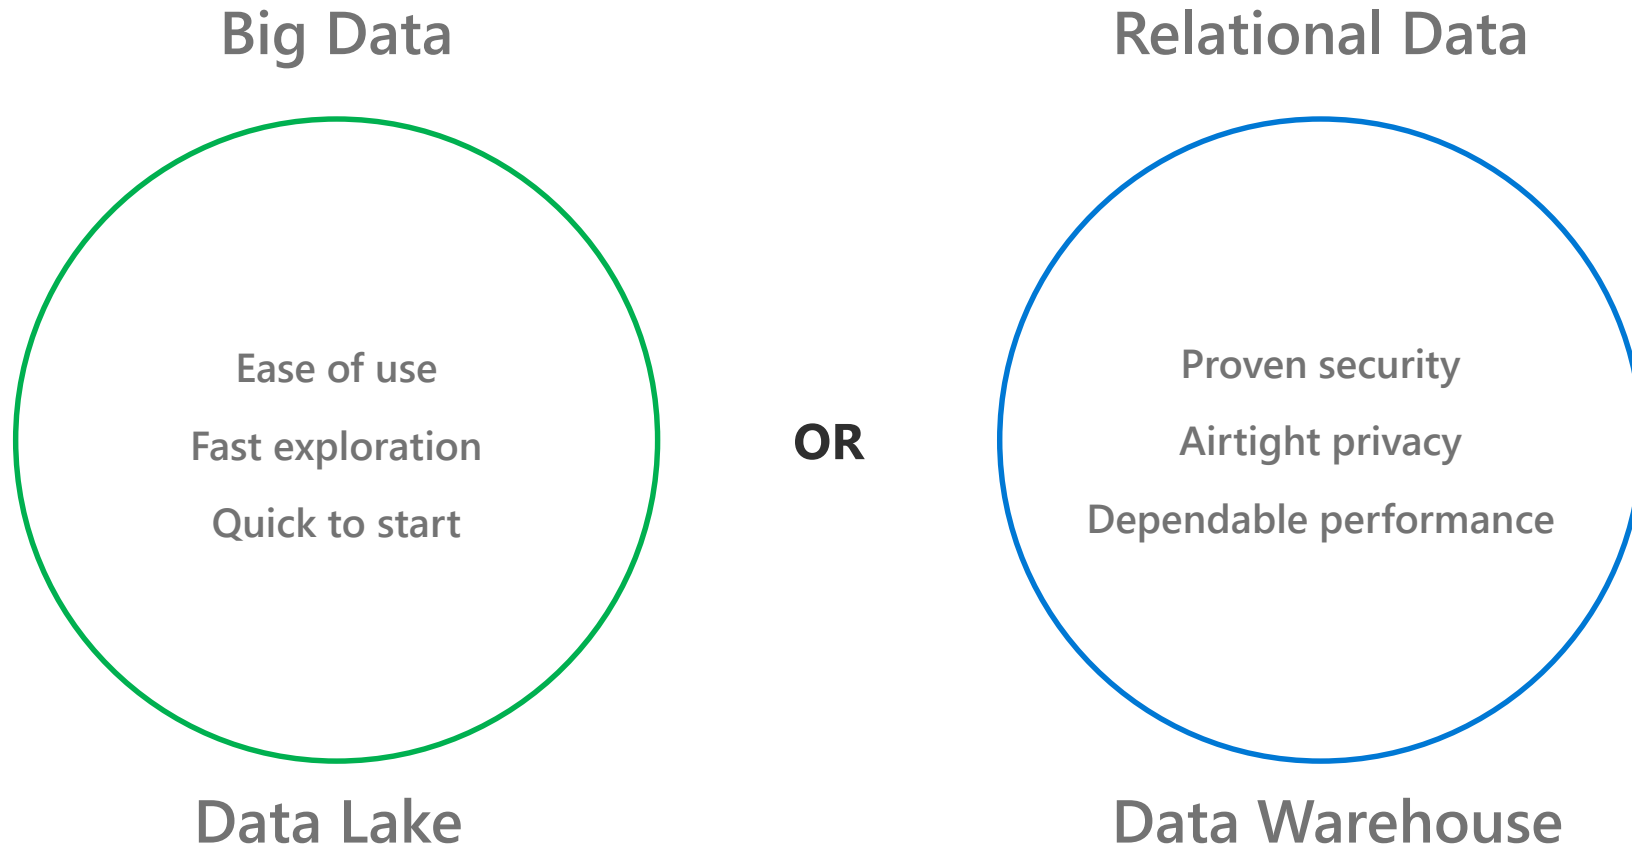 Big Data
Relational Data
Ease of use
Fast exploration
Quick to start
OR
Proven security
Airtight privacy
Dependable performance
Data Lake
Data Warehouse